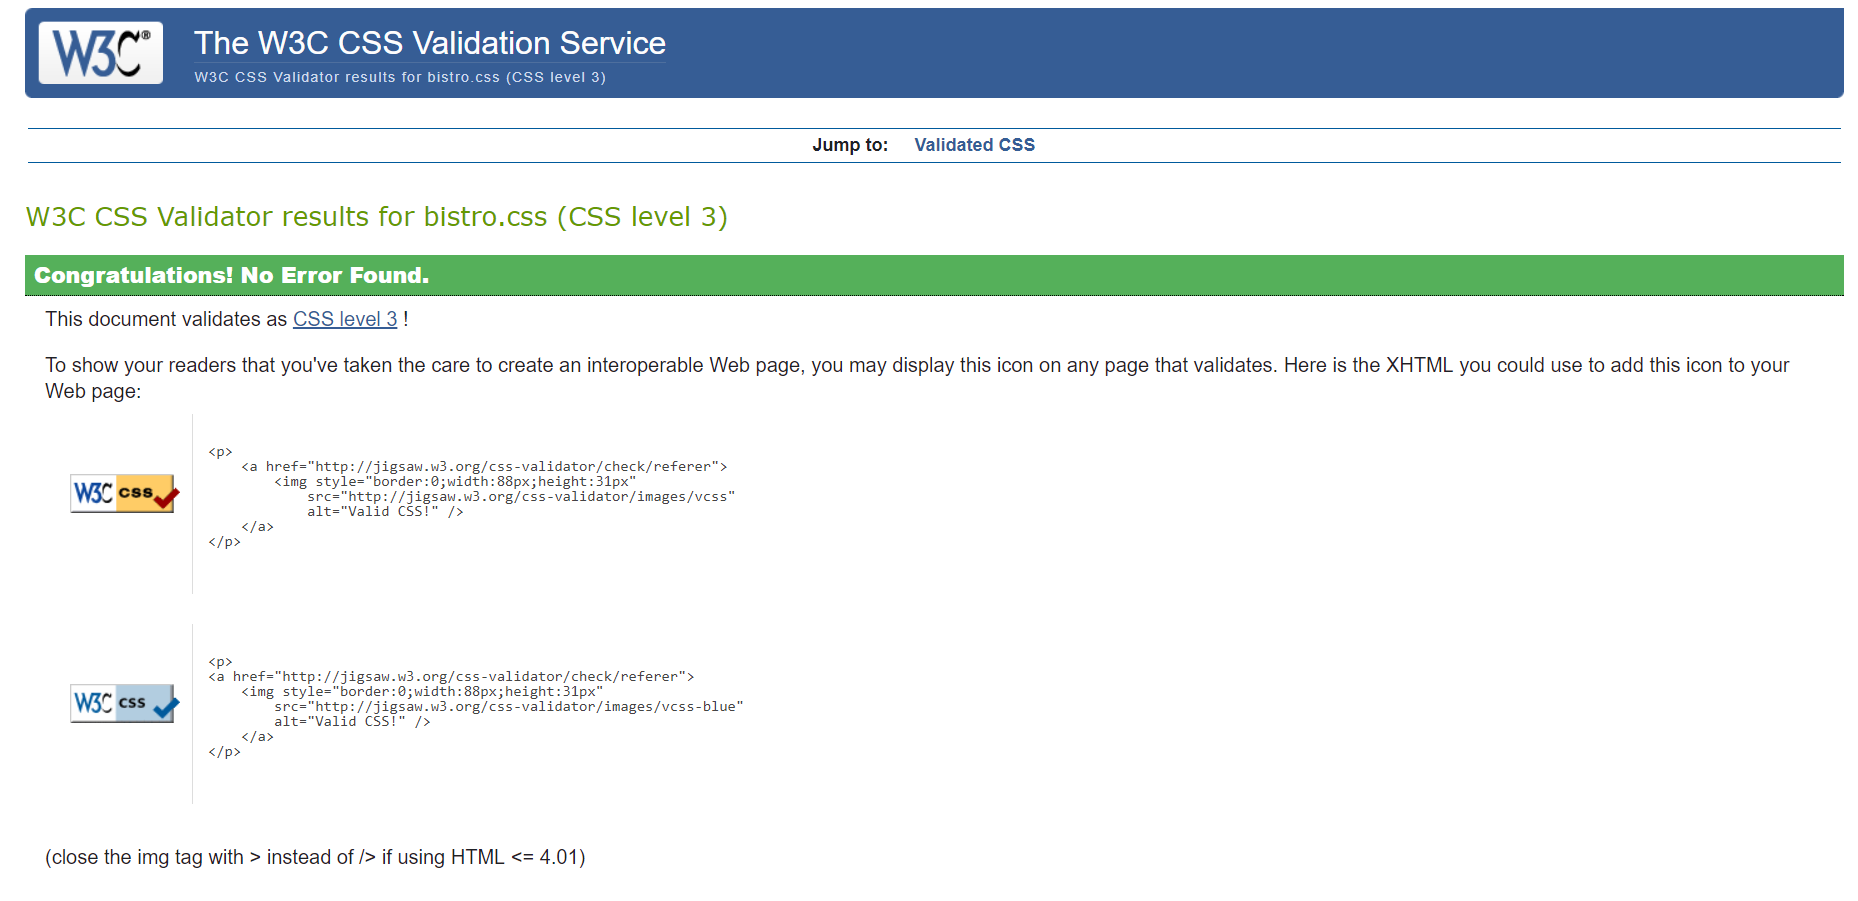 W3C®
The W3C CSS Validation Service
W3C CSS Validator results for bistro.css (CSS level 3)
Jump to: Validated CSS
W3C CSS Validator results for bistro.css (CSS level 3)
Congratulations! No Error Found.
This document validates as CSS level 3 !
To show your readers that you've taken the care to create an interoperable Web page, you may display this icon on any page that validates. Here is the XHTML you could use to add this icon to your
Web page:
W3C css
<p>
    <a href="http://jigsaw.w3.org/css-validator/check/referer">
        <img style="border:0;width:88px;height:31px"
            src="http://jigsaw.w3.org/css-validator/images/vcss"
            alt="Valid CSS!" />
    </a>
</p>
W3C css
<p>
<a href="http://jigsaw.w3.org/css-validator/check/referer">
    <img style="border:0;width:88px;height:31px"
        src="http://jigsaw.w3.org/css-validator/images/vcss-blue"
        alt="Valid CSS!" />
    </a>
</p>
(close the img tag with > instead of /> if using HTML <= 4.01)